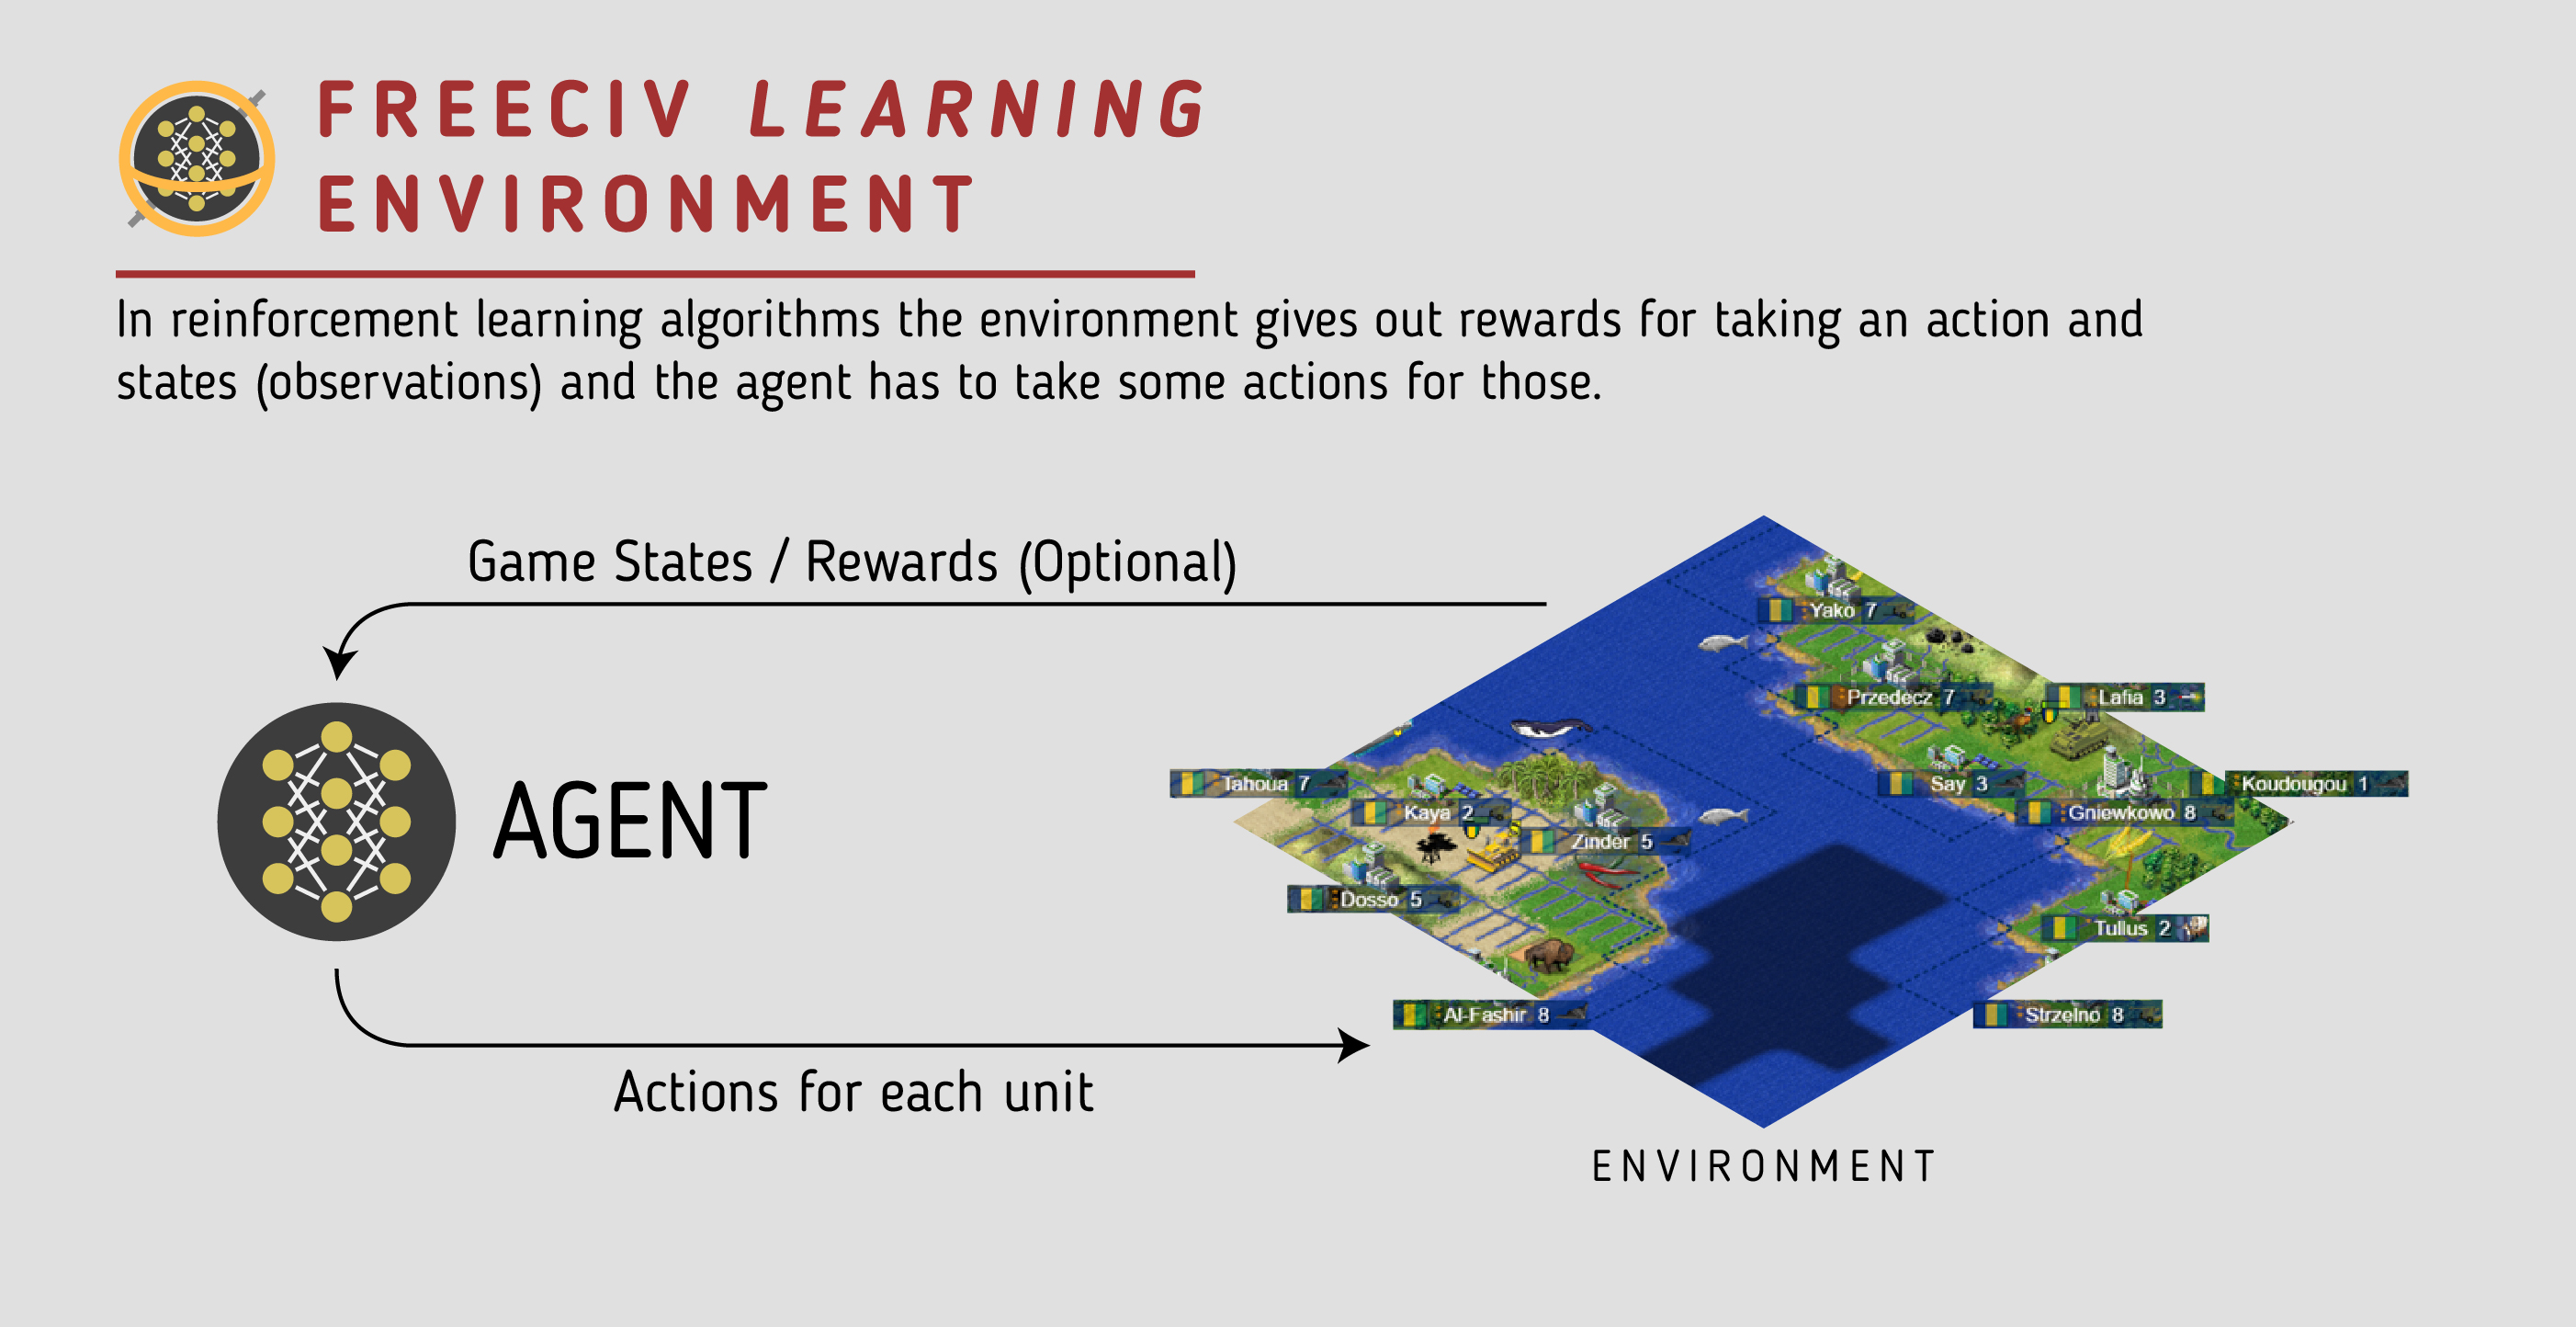 FREECIV LEARNING
ENVIRONMENT
In reinforcement learning algorithms the environment gives out rewards for taking an action and
states (observations) and the agent has to take some actions for those.
Game States / Rewards (Optional)
AGENT
Actions for each unit
Yako 7
Przedecz 7
Lafia 3
Tahoua 7
Say 3
Koudougou 1
Kaya 2
Gniewkowo 8
Zinder 5
Dosso 5
Tullus 2
Al-Fashir 8
Strzelno 8
ENVIRONMENT